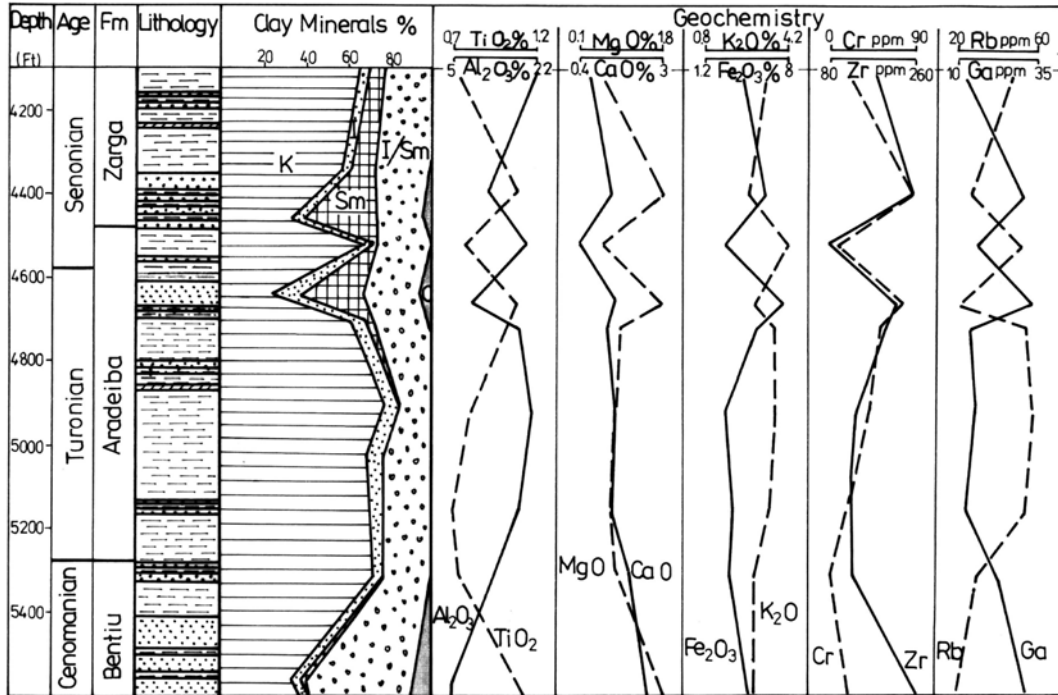 Depth Age Fm Lithology Clay Minerals % Geochemistry
(Ft) 20 40 60 80
0.7 TiO₂% 1.2 0.1 MgO% 1.8 0.8 K₂O% 4.2 0 Cr ppm 90 20 Rb ppm 60
5 Al₂O₃% 22 0.4 CaO% 3 1.2 Fe₂O₃% 8 80 Zr ppm 260 10 Ga ppm 35
4200
4400
4600
4800
5000
5200
5400
Senonian
Turonian
Cenomanian
Zarga
Aradeiba
Bentiu
K
I
Sm
I/Sm
C
Al₂O₃
TiO₂
MgO
CaO
Fe₂O₃
K₂O
Cr
Zr
Rb
Ga